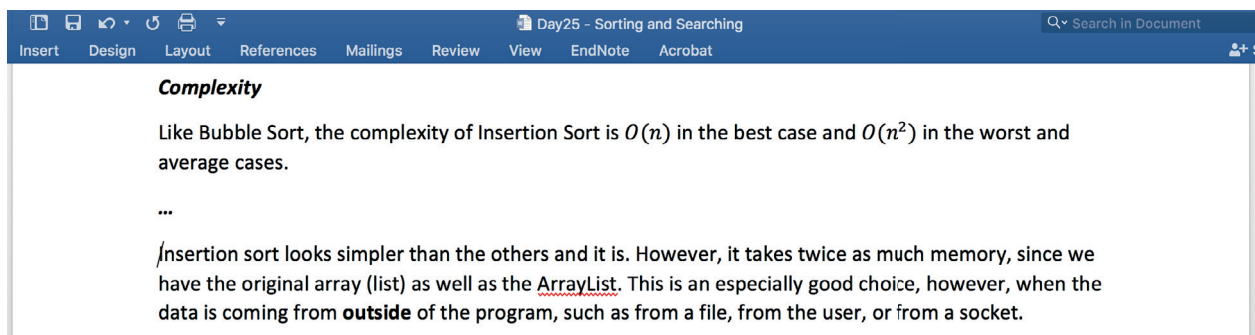 Day25 - Sorting and Searching
Search in Document
Insert Design Layout References Mailings Review View EndNote Acrobat
Complexity
Like Bubble Sort, the complexity of Insertion Sort is O(n) in the best case and O(n²) in the worst and
average cases.
...
Insertion sort looks simpler than the others and it is. However, it takes twice as much memory, since we
have the original array (list) as well as the ArrayList. This is an especially good choice, however, when the
data is coming from outside of the program, such as from a file, from the user, or from a socket.